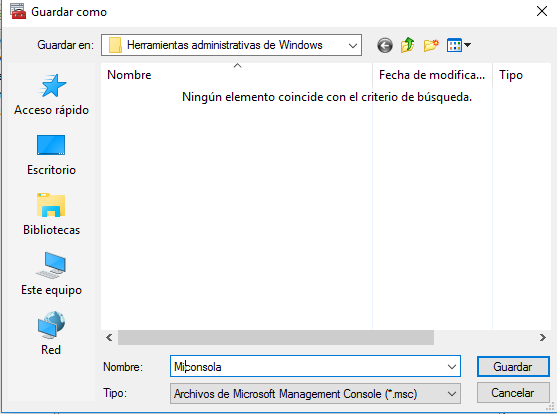 Guardar como
Guardar en: Herramientas administrativas de Windows
Nombre Fecha de modifica... Tipo
Ningún elemento coincide con el criterio de búsqueda.
Acceso rápido
Escritorio
Bibliotecas
Este equipo
Red
Nombre: Miconsola Guardar
Tipo: Archivos de Microsoft Management Console (*.msc) Cancelar